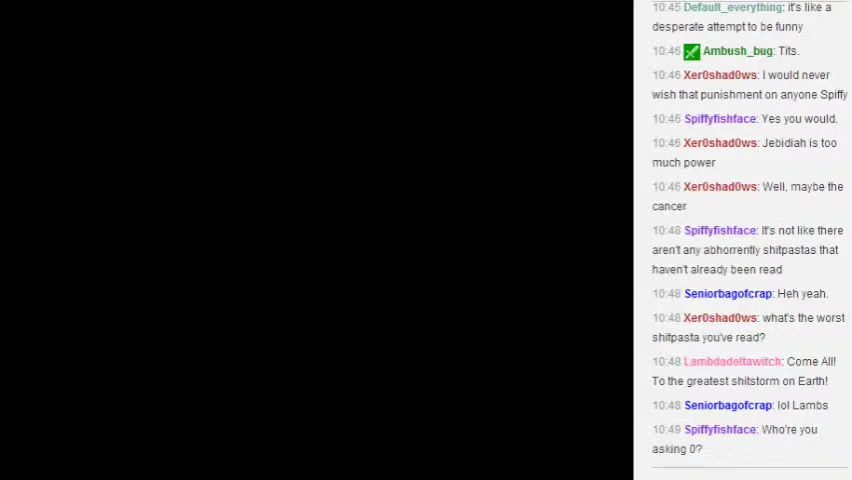 10:45 Default_everything: it's like a
desperate attempt to be funny
10:46 Ambush_bug: Tits.
10:46 Xer0shad0ws: I would never
wish that punishment on anyone Spiffy
10:46 Spiffyfishface: Yes you would.
10:46 Xer0shad0ws: Jebidiah is too
much power
10:46 Xer0shad0ws: Well, maybe the
cancer
10:48 Spiffyfishface: It's not like there
aren't any abhorrently shitpastas that
haven't already been read
10:48 Seniorbagofcrap: Heh yeah.
10:48 Xer0shad0ws: what's the worst
shitpasta you've read?
10:48 Lambdadeltawitch: Come All!
To the greatest shitstorm on Earth!
10:48 Seniorbagofcrap: lol Lambs
10:49 Spiffyfishface: Who're you
asking 0?